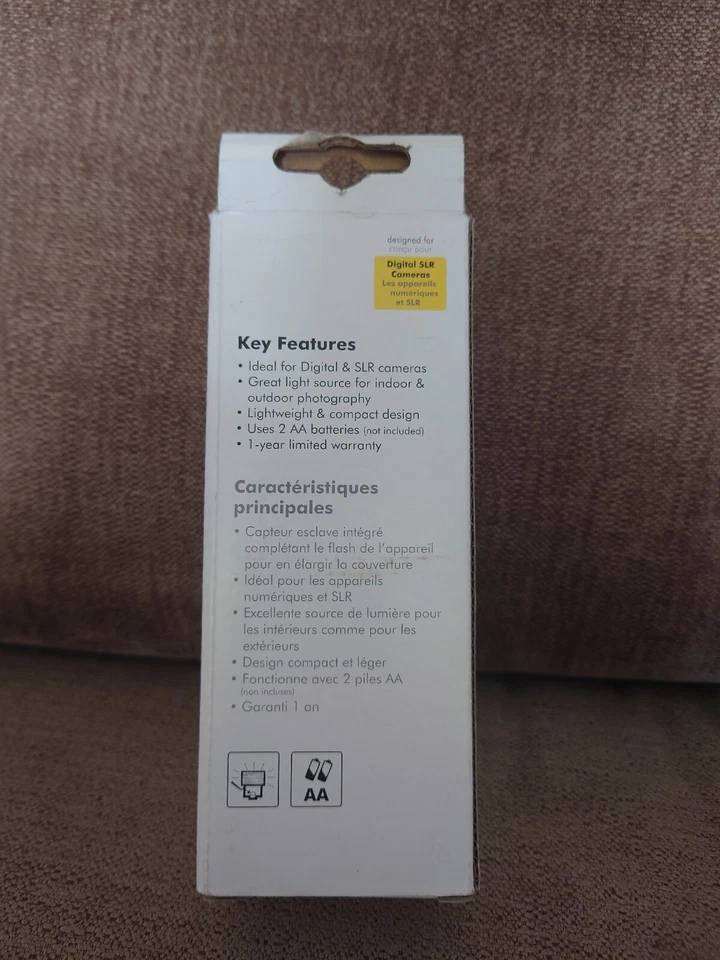 designed for
conçu pour
Digital SLR
Cameras
Les appareils
numériques
et SLR
Key Features
• Ideal for Digital & SLR cameras
• Great light source for indoor &
outdoor photography
• Lightweight & compact design
• Uses 2 AA batteries (not included)
• 1-year limited warranty
Caractéristiques
principales
• Capteur esclave intégré
complétant le flash de l'appareil
pour en élargir la couverture
• Idéal pour les appareils
numériques et SLR
• Excellente source de lumière pour
les intérieurs comme pour les
extérieurs
• Design compact et léger
• Fonctionne avec 2 piles AA
(non incluses)
• Garanti 1 an
AA